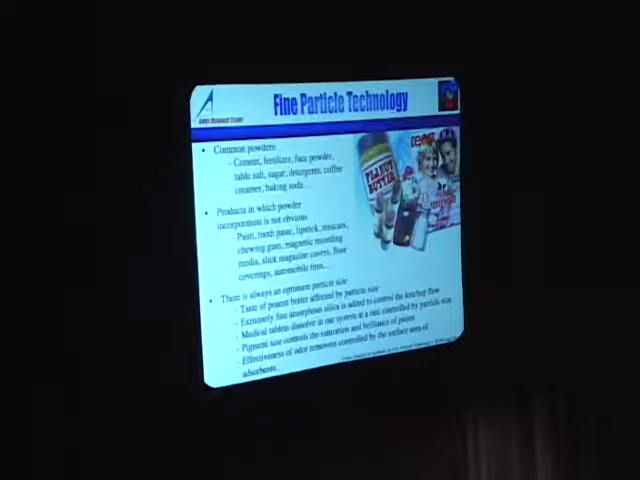 Fine Particle Technology
Ames Research Center
• Common powders:
- Cement, fertilizer, face powder,
table salt, sugar, detergents, coffee
creamer, baking soda…
• Products in which powder
incorporation is not obvious
- Paint, tooth paste, lipstick, mascara,
chewing gum, magnetic recording
media, slick magazine covers, floor
coverings, automobile tires…
• There is always an optimum particle size
- Taste of peanut butter affected by particle size
- Extremely fine amorphous silica is added to control the ketchup flow
- Medical tablets dissolve in our system at a rate controlled by particle size
- Pigment size controls the saturation and brilliance of paints
- Effectiveness of odor removers controlled by the surface area of
adsorbents.
PEANUT
BUTTER